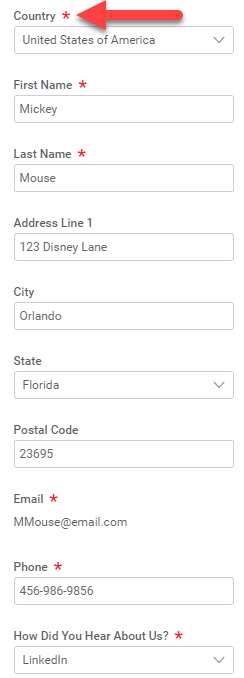 Country *
United States of America
First Name *
Mickey
Last Name *
Mouse
Address Line 1
123 Disney Lane
City
Orlando
State
Florida
Postal Code
23695
Email *
MMouse@email.com
Phone *
456-986-9856
How Did You Hear About Us? *
LinkedIn